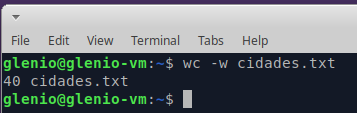 File Edit View Terminal Tabs Help
glenio@glenio-vm:~$ wc -w cidades.txt
40 cidades.txt
glenio@glenio-vm:~$